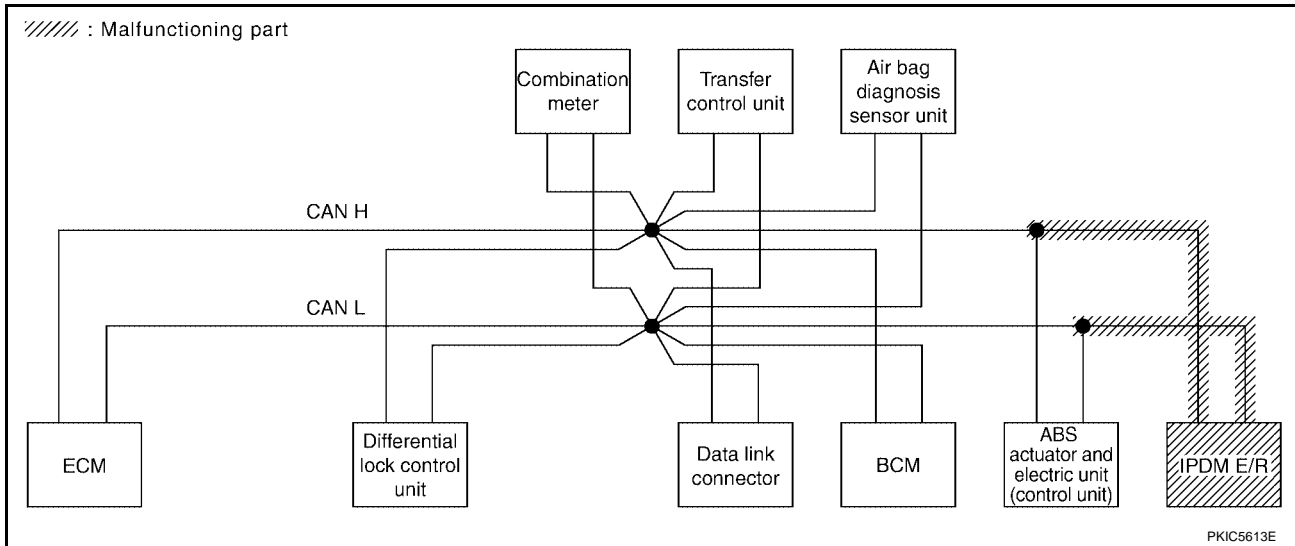 : Malfunctioning part
Combination
meter
Transfer
control unit
Air bag
diagnosis
sensor unit
CAN H
CAN L
ECM
Differential
lock control
unit
Data link
connector
BCM
ABS
actuator and
electric unit
(control unit)
IPDM E/R
PKIC5613E